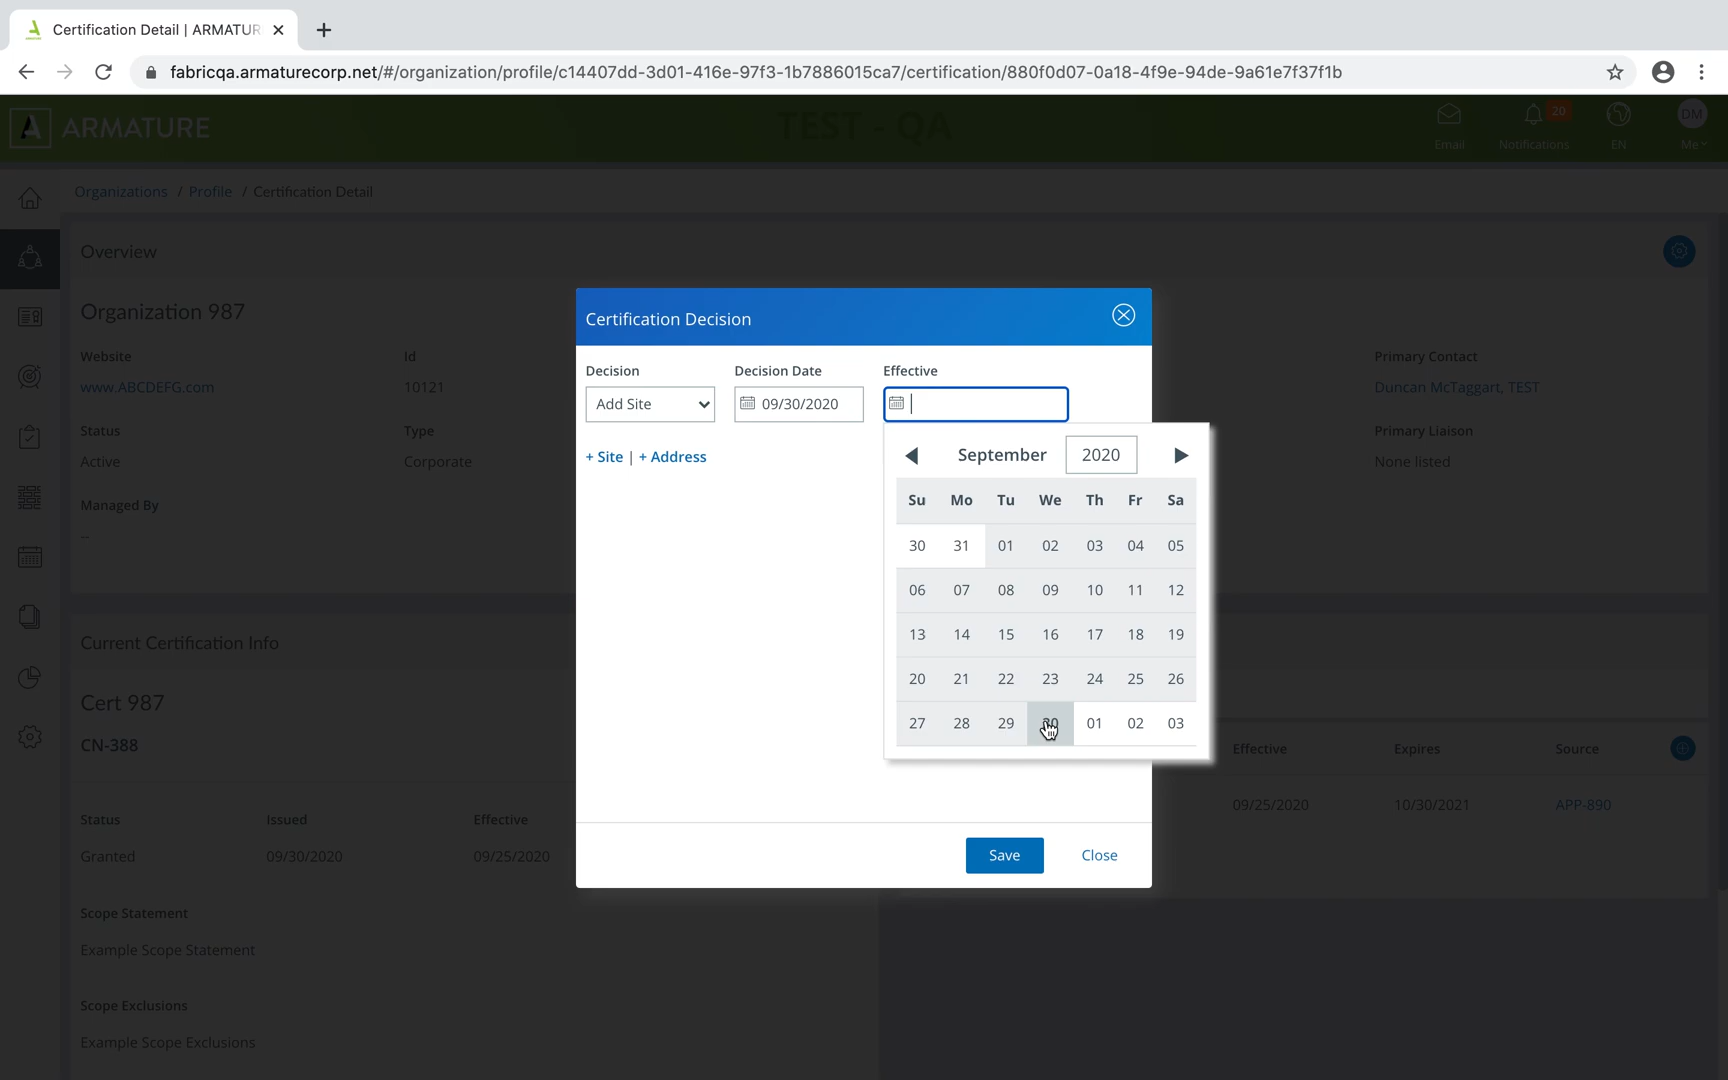 Certification Detail | ARMATUR
fabricqa.armaturecorp.net/#/organization/profile/c14407dd-3d01-416e-97f3-1b7886015ca7/certification/880f0d07-0a18-4f9e-94de-9a61e7f37f1b
ARMATURE
TEST - QA
20
DM
Email
Notifications
EN
Me
Organizations / Profile / Certification Detail
Overview
Organization 987
Website
Id
Primary Contact
www.ABCDEFG.com
10121
Duncan McTaggart, TEST
Status
Type
Primary Liaison
Active
Corporate
None listed
Managed By
--
Certification Decision
Decision
Decision Date
Effective
Add Site
09/30/2020
+ Site | + Address
September 2020
Su Mo Tu We Th Fr Sa
30 31 01 02 03 04 05
06 07 08 09 10 11 12
13 14 15 16 17 18 19
20 21 22 23 24 25 26
27 28 29 30 01 02 03
Save
Close
Current Certification Info
Cert 987
CN-388
Effective
Expires
Source
09/25/2020
10/30/2021
APP-890
Status
Issued
Effective
Granted
09/30/2020
09/25/2020
Scope Statement
Example Scope Statement
Scope Exclusions
Example Scope Exclusions